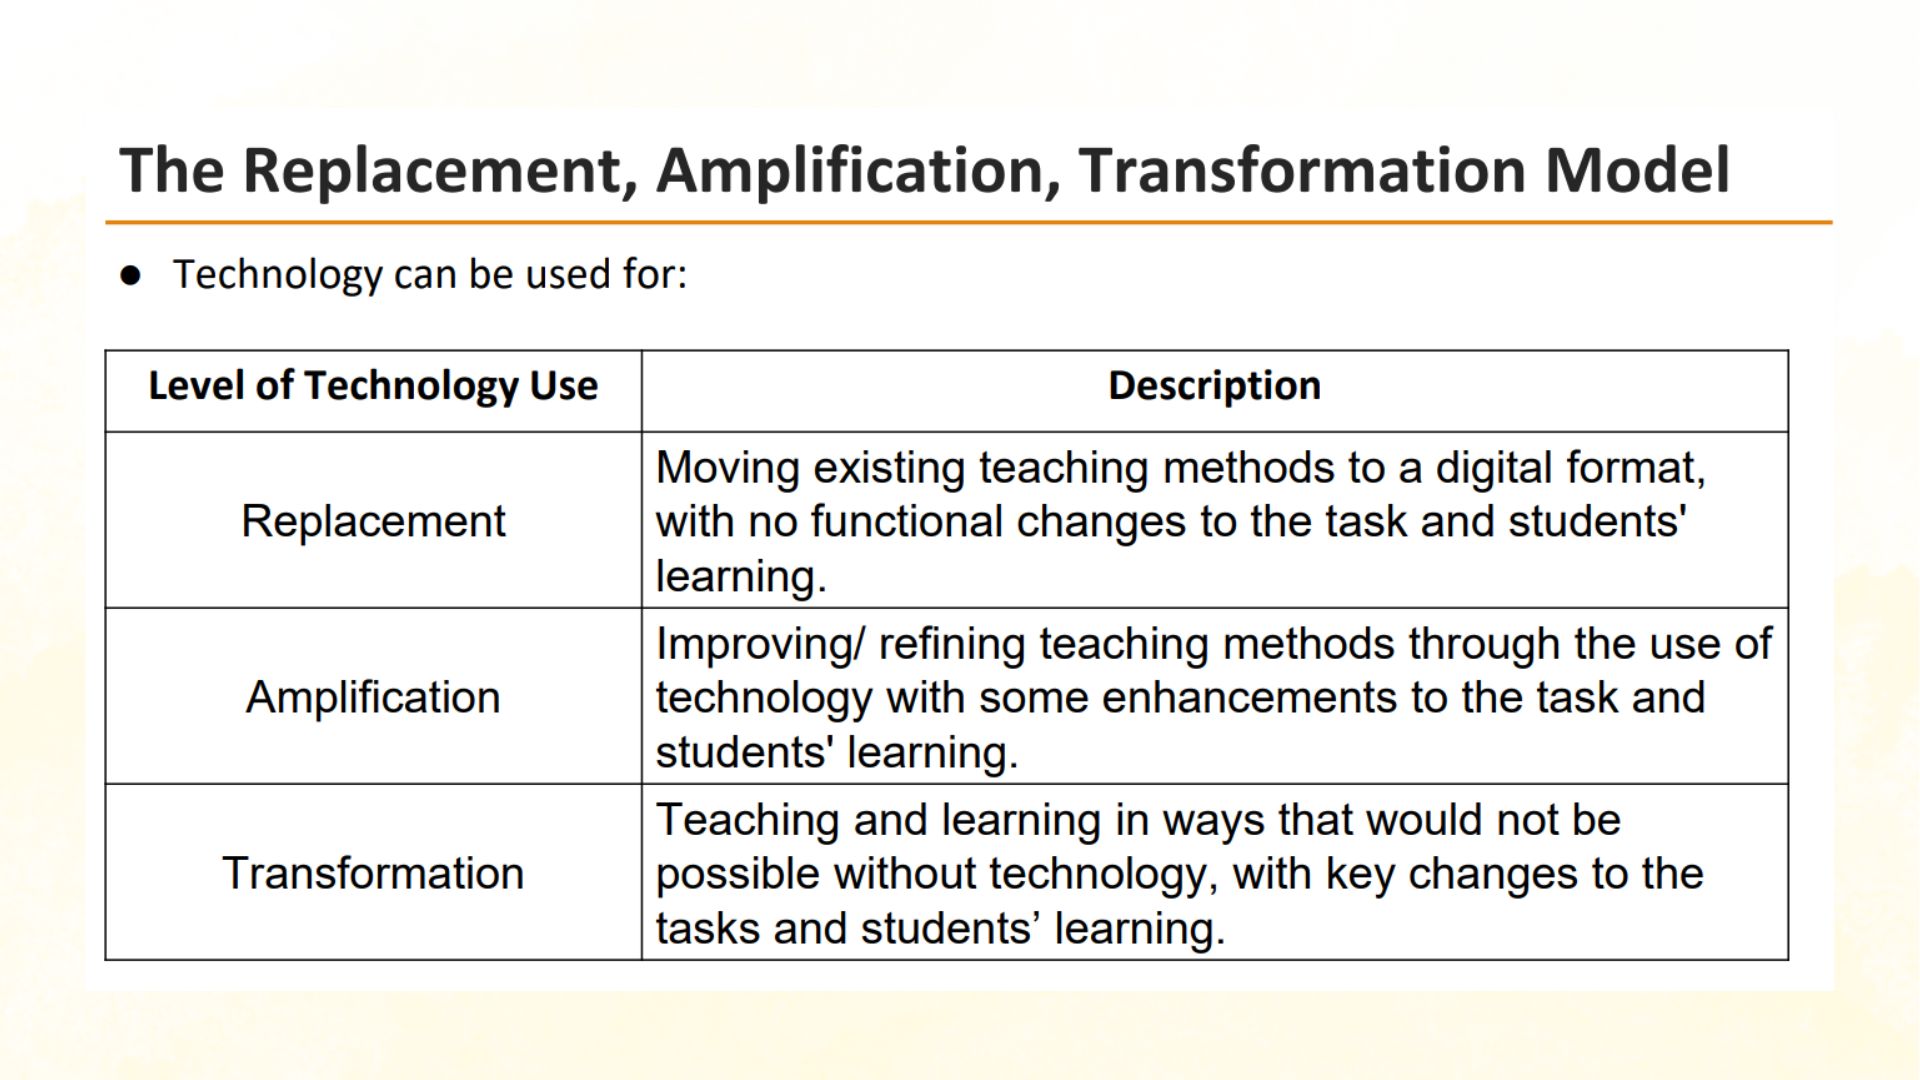 The Replacement, Amplification, Transformation Model
● Technology can be used for:
Level of Technology Use
Description
Replacement
Moving existing teaching methods to a digital format,
with no functional changes to the task and students'
learning.
Amplification
Improving/ refining teaching methods through the use of
technology with some enhancements to the task and
students' learning.
Transformation
Teaching and learning in ways that would not be
possible without technology, with key changes to the
tasks and students’ learning.